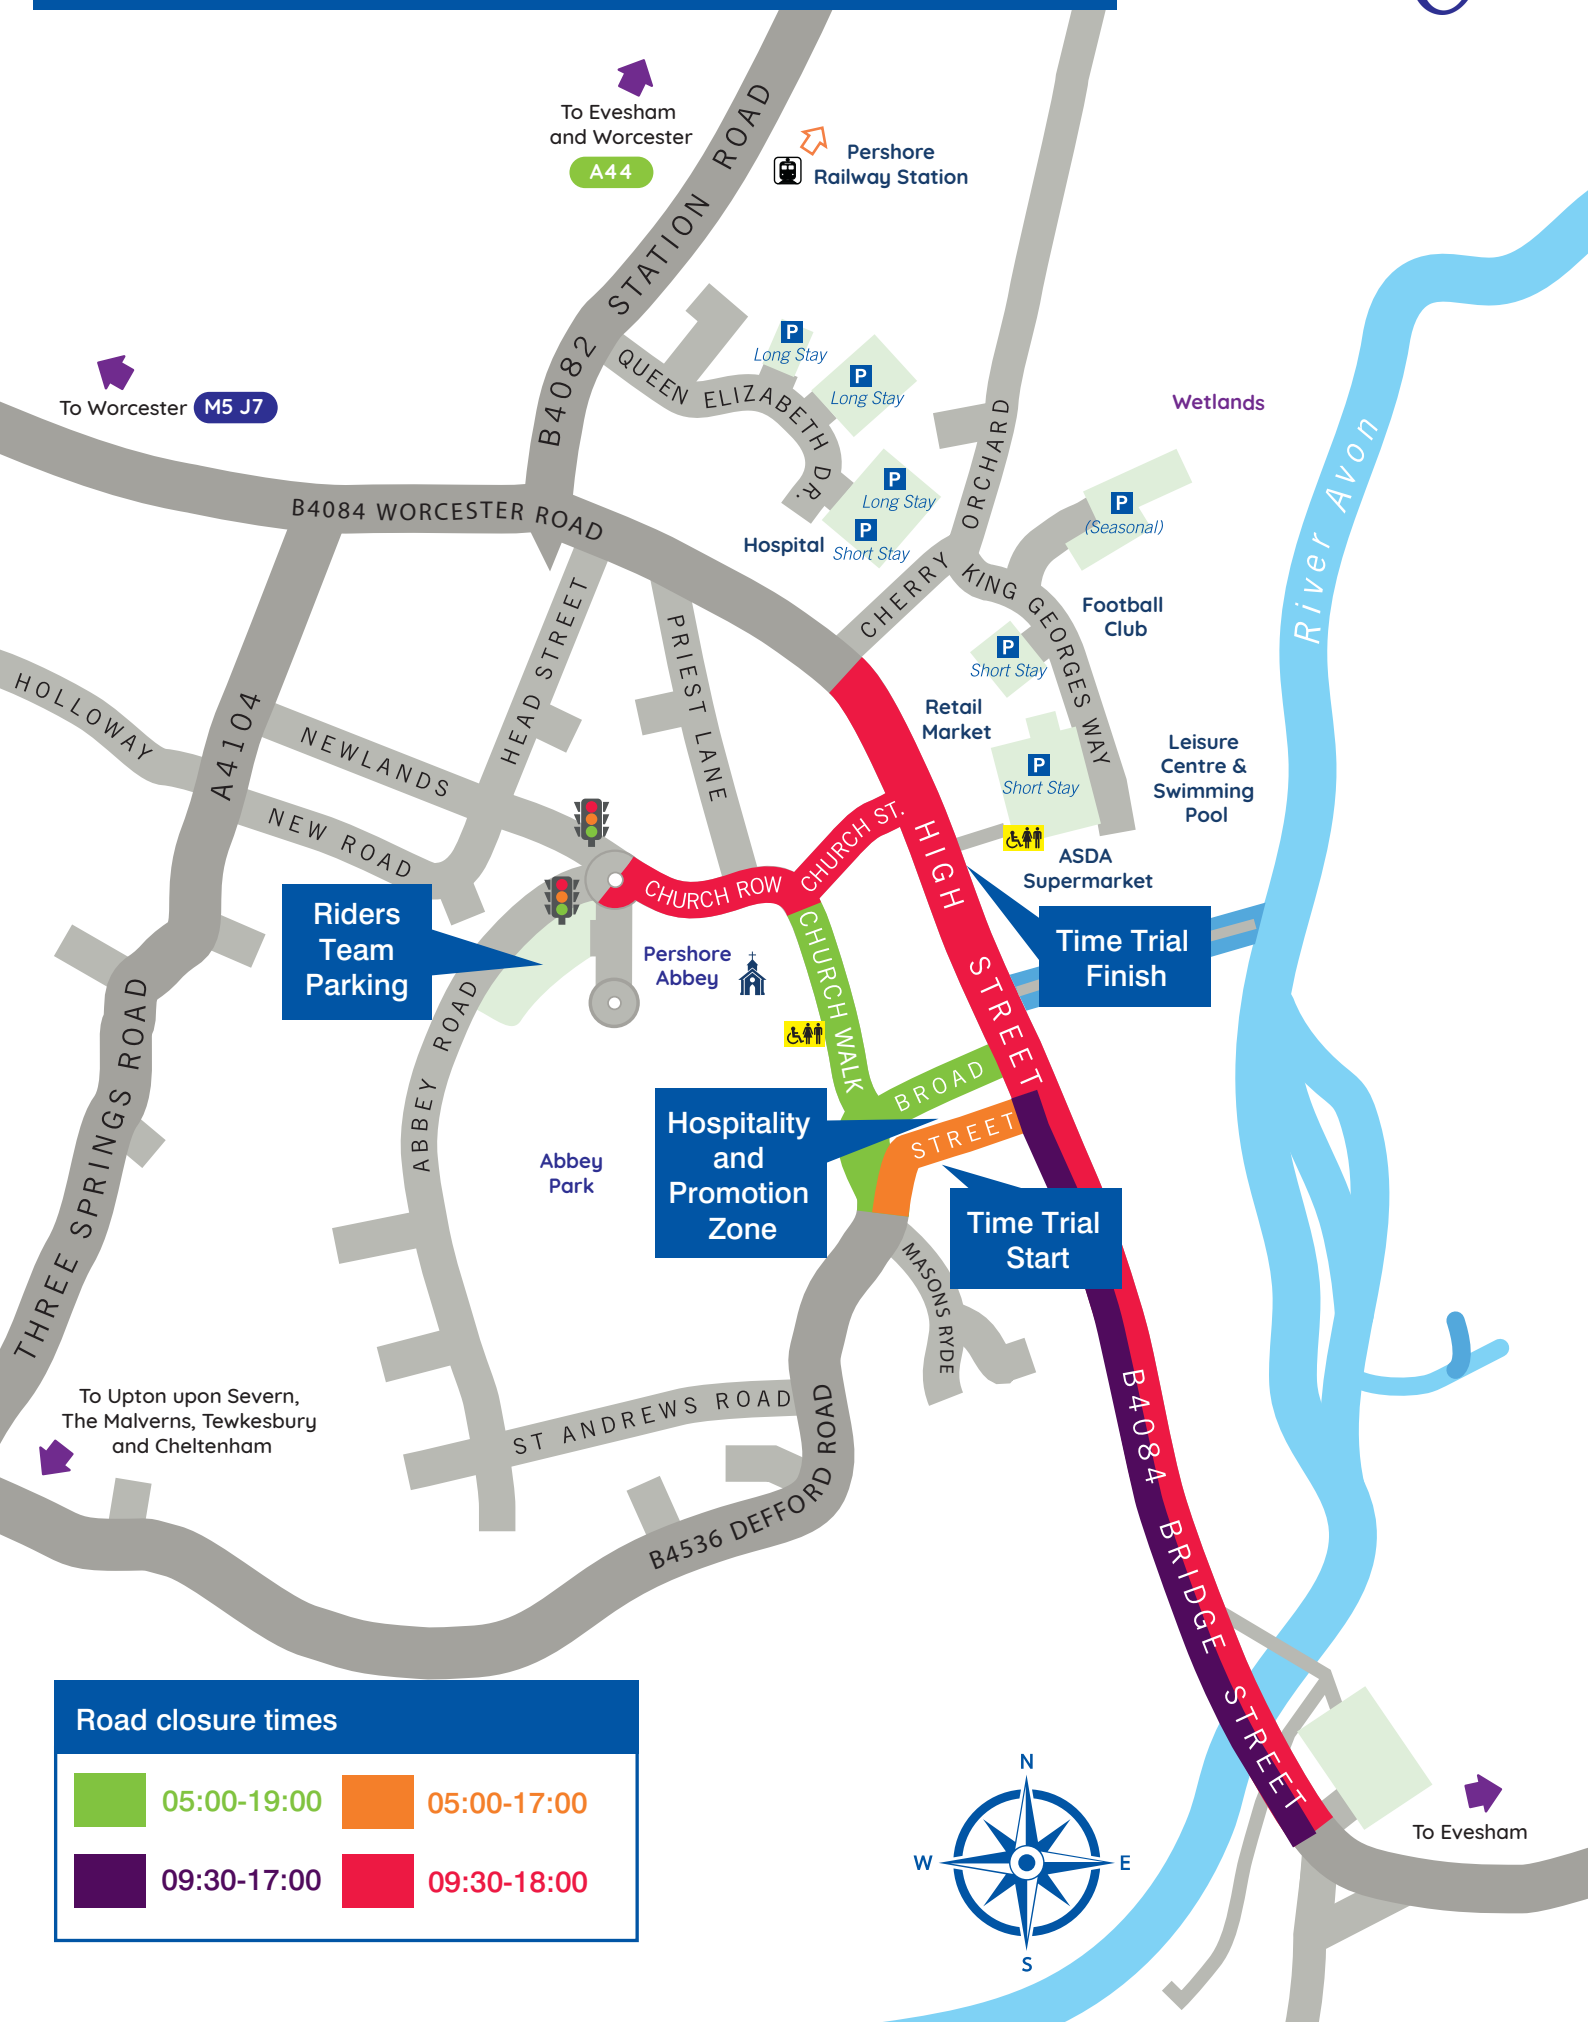 To Evesham
and Worcester
A44
STATION ROAD
B4082
Pershore
Railway Station
To Worcester M5 J7
QUEEN ELIZABETH DR.
P
Long Stay
P
Long Stay
P
Long Stay
P
Short Stay
Hospital
Wetlands
River Avon
P
(Seasonal)
CHERRY ORCHARD
KING GEORGES WAY
Football
Club
P
Short Stay
Retail
Market
P
Short Stay
Leisure
Centre &
Swimming
Pool
ASDA
Supermarket
B4084 WORCESTER ROAD
HEAD STREET
PRIEST LANE
HOLLOWAY
A4104
NEWLANDS
NEW ROAD
CHURCH ROW
CHURCH ST.
HIGH STREET
Riders
Team
Parking
Time Trial
Finish
Pershore
Abbey
CHURCH WALK
ABBEY ROAD
THREE SPRINGS ROAD
BROAD
STREET
Hospitality
and
Promotion
Zone
Abbey
Park
Time Trial
Start
MASONS RYDE
B4084 BRIDGE STREET
To Upton upon Severn,
The Malverns, Tewkesbury
and Cheltenham
ST ANDREWS ROAD
B4536 DEFFORD ROAD
Road closure times
05:00-19:00
05:00-17:00
09:30-17:00
09:30-18:00
N
W
E
S
To Evesham